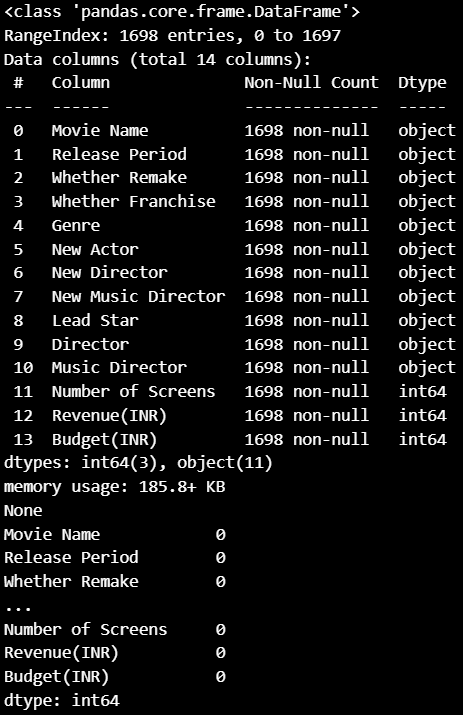 <class 'pandas.core.frame.DataFrame'>
RangeIndex: 1698 entries, 0 to 1697
Data columns (total 14 columns):
 #   Column              Non-Null Count  Dtype
---  ------              --------------  -----
 0   Movie Name          1698 non-null   object
 1   Release Period      1698 non-null   object
 2   Whether Remake      1698 non-null   object
 3   Whether Franchise   1698 non-null   object
 4   Genre               1698 non-null   object
 5   New Actor           1698 non-null   object
 6   New Director        1698 non-null   object
 7   New Music Director  1698 non-null   object
 8   Lead Star           1698 non-null   object
 9   Director            1698 non-null   object
 10  Music Director      1698 non-null   object
 11  Number of Screens   1698 non-null   int64
 12  Revenue(INR)        1698 non-null   int64
 13  Budget(INR)         1698 non-null   int64
dtypes: int64(3), object(11)
memory usage: 185.8+ KB
None
Movie Name            0
Release Period        0
Whether Remake        0
...
Number of Screens     0
Revenue(INR)          0
Budget(INR)           0
dtype: int64